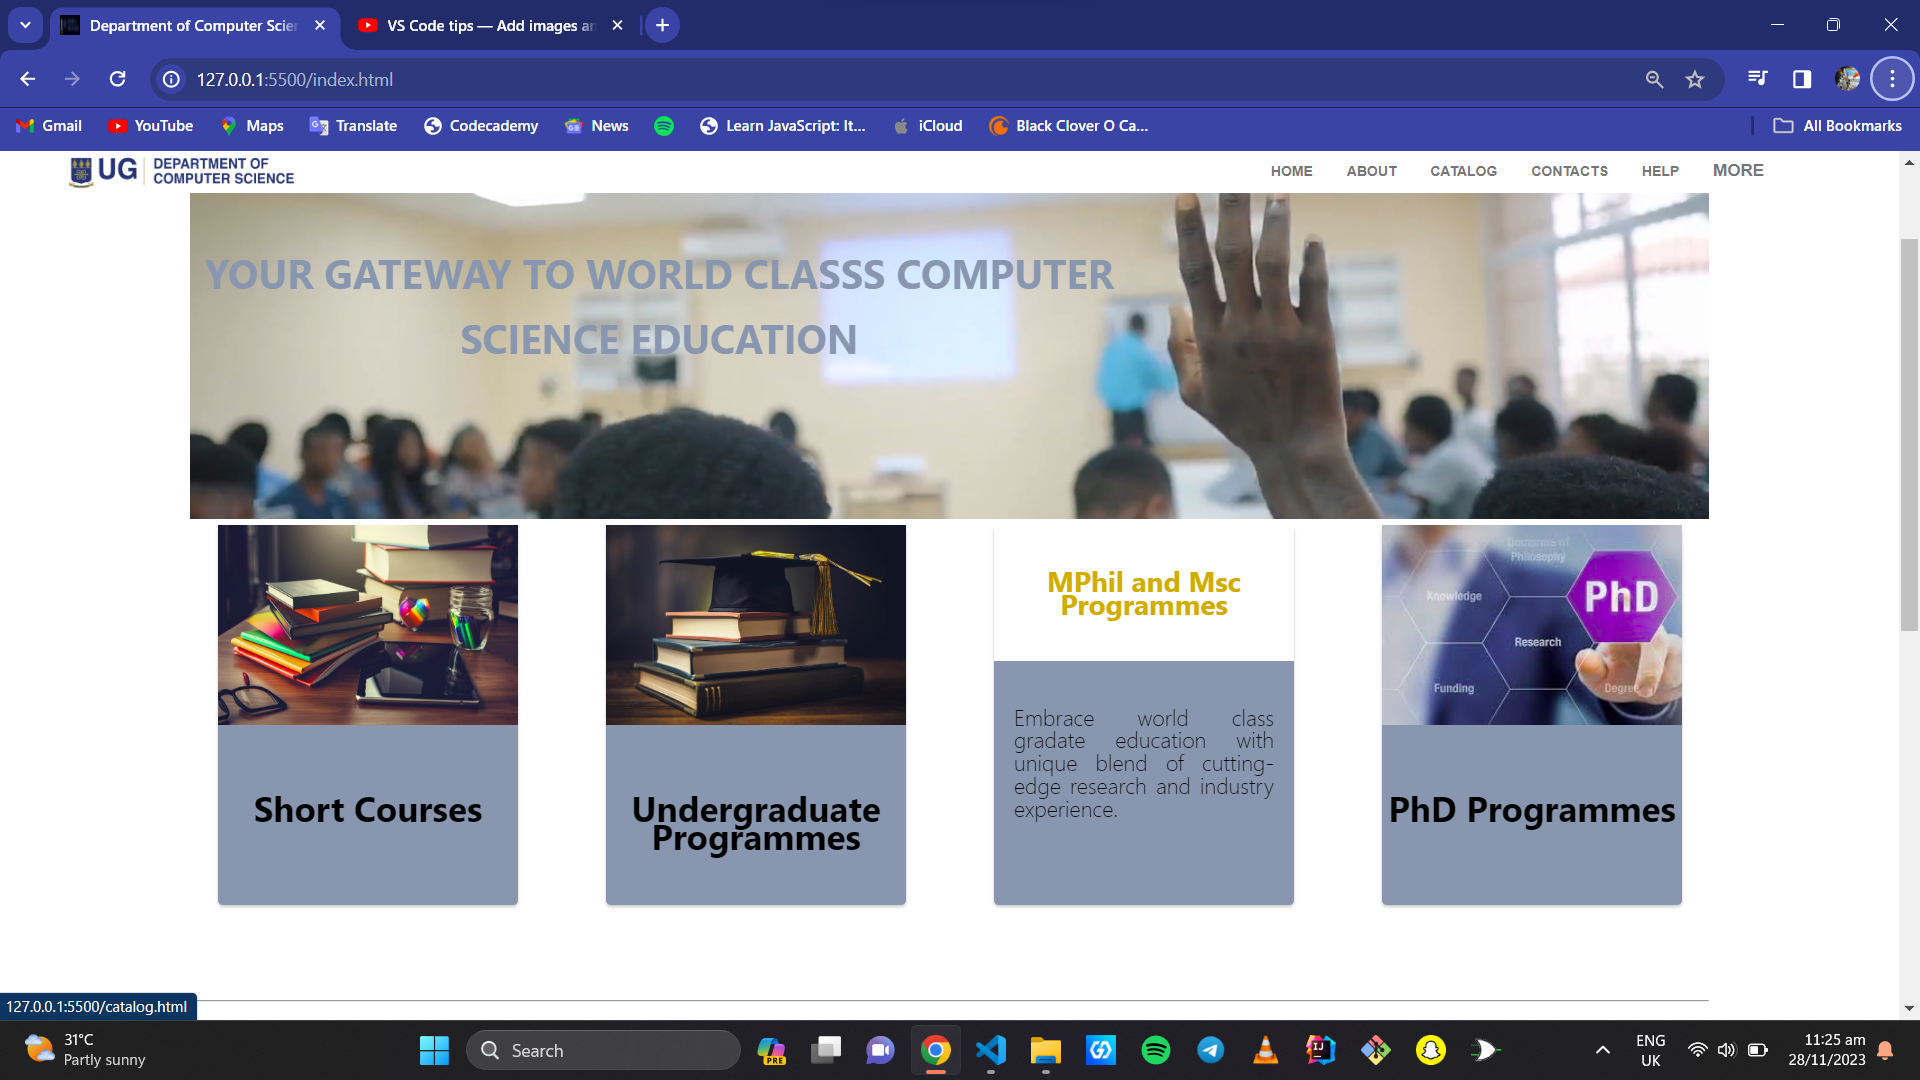 Department of Computer Scien
VS Code tips — Add images an
127.0.0.1:5500/index.html
Gmail
YouTube
Maps
Translate
Codecademy
News
Learn JavaScript: It...
iCloud
Black Clover O Ca...
All Bookmarks
UG
DEPARTMENT OF
COMPUTER SCIENCE
HOME
ABOUT
CATALOG
CONTACTS
HELP
MORE
YOUR GATEWAY TO WORLD CLASSS COMPUTER
SCIENCE EDUCATION
Short Courses
Undergraduate
Programmes
MPhil and Msc
Programmes
Embrace world class
gradate education with
unique blend of cutting-
edge research and industry
experience.
Philosophy
Knowledge
PhD
Research
Funding
Degree
PhD Programmes
127.0.0.1:5500/catalog.html
31°C
Partly sunny
Search
PRE
ENG
UK
11:25 am
28/11/2023